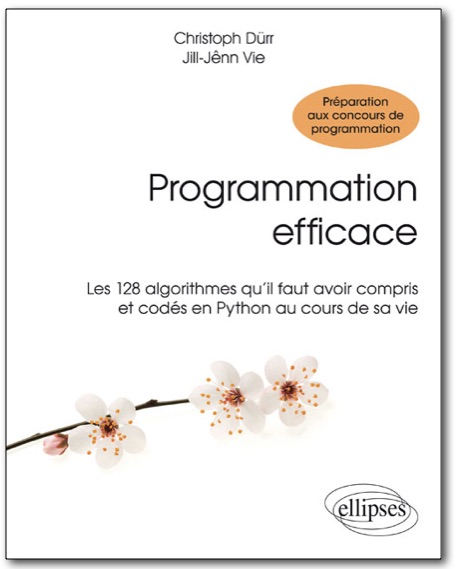 Christoph Dürr
Jill-Jênn Vie
Préparation
aux concours de
programmation
Programmation
efficace
Les 128 algorithmes qu'il faut avoir compris
et codés en Python au cours de sa vie
ellipses